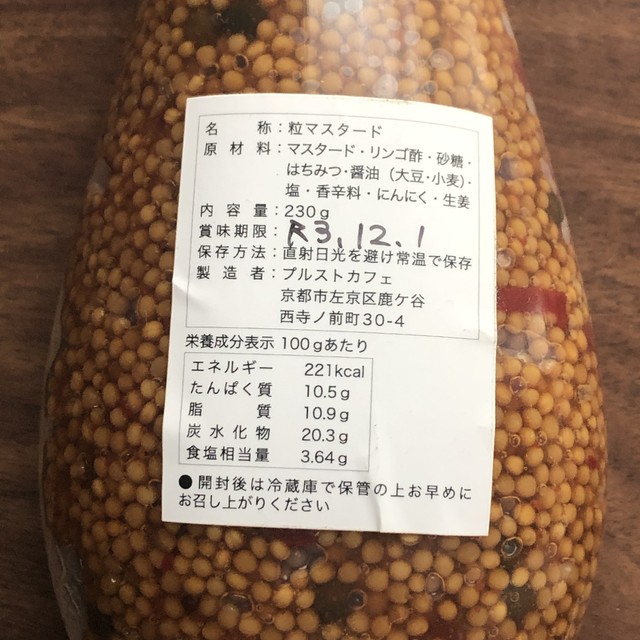 名 称：粒マスタード
原 材 料：マスタード・リンゴ酢・砂糖・
はちみつ・醤油（大豆・小麦）・
塩・香辛料・にんにく・生姜
内 容 量：230g
賞味期限：R3.12.1
保存方法：直射日光を避け常温で保存
製 造 者：プルストカフェ
京都市左京区鹿ケ谷
西寺ノ前町30-4
栄養成分表示 100gあたり
エネルギー 221kcal
たんぱく質 10.5g
脂 質 10.9g
炭水化物 20.3g
食塩相当量 3.64g
●開封後は冷蔵庫で保管の上お早めに
お召し上がりください